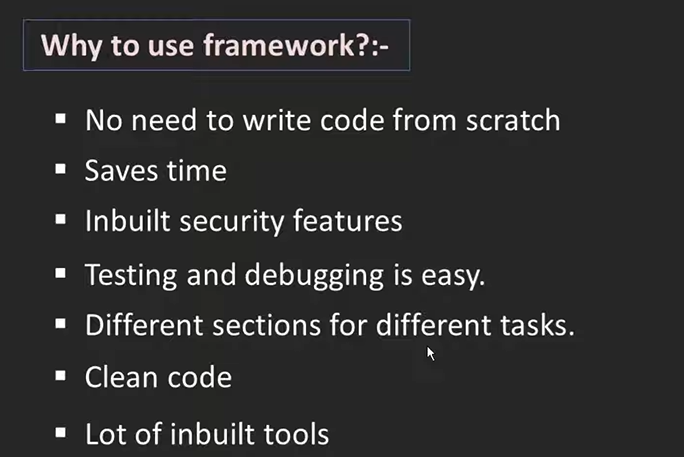 Why to use framework?:-
▪ No need to write code from scratch
▪ Saves time
▪ Inbuilt security features
▪ Testing and debugging is easy.
▪ Different sections for different tasks.
▪ Clean code
▪ Lot of inbuilt tools